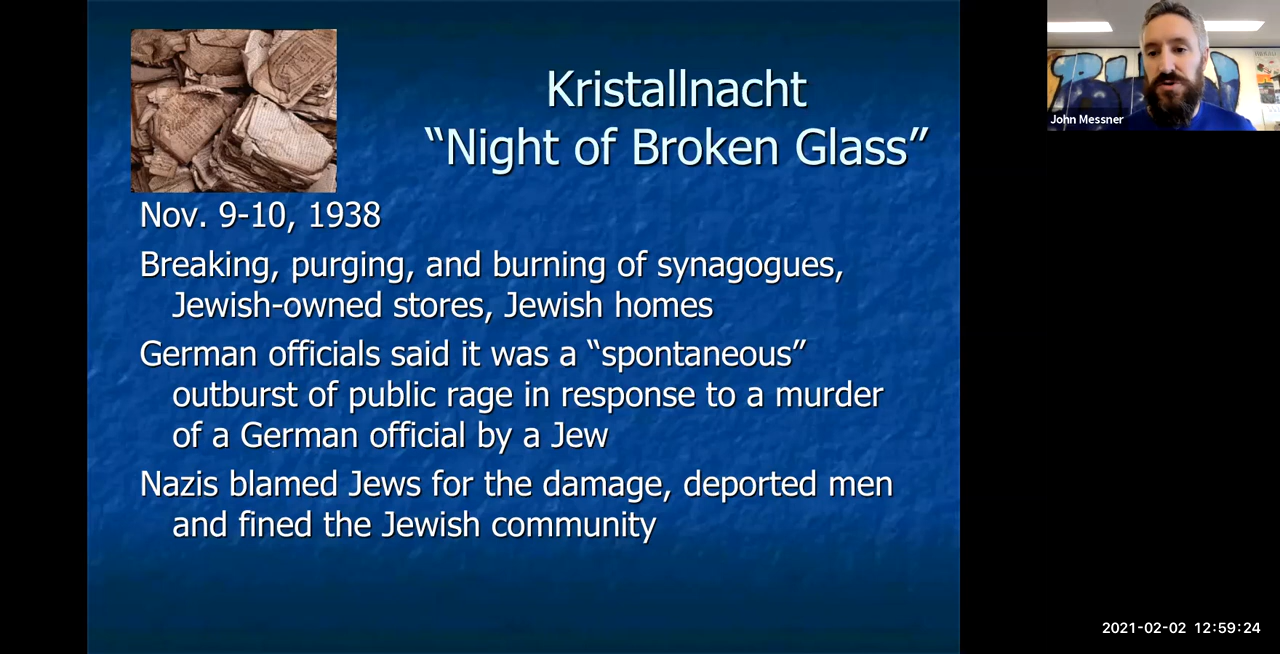 Kristallnacht
“Night of Broken Glass”
Nov. 9-10, 1938
Breaking, purging, and burning of synagogues,
Jewish-owned stores, Jewish homes
German officials said it was a “spontaneous”
outburst of public rage in response to a murder
of a German official by a Jew
Nazis blamed Jews for the damage, deported men
and fined the Jewish community
John Messner
2021-02-02 12:59:24